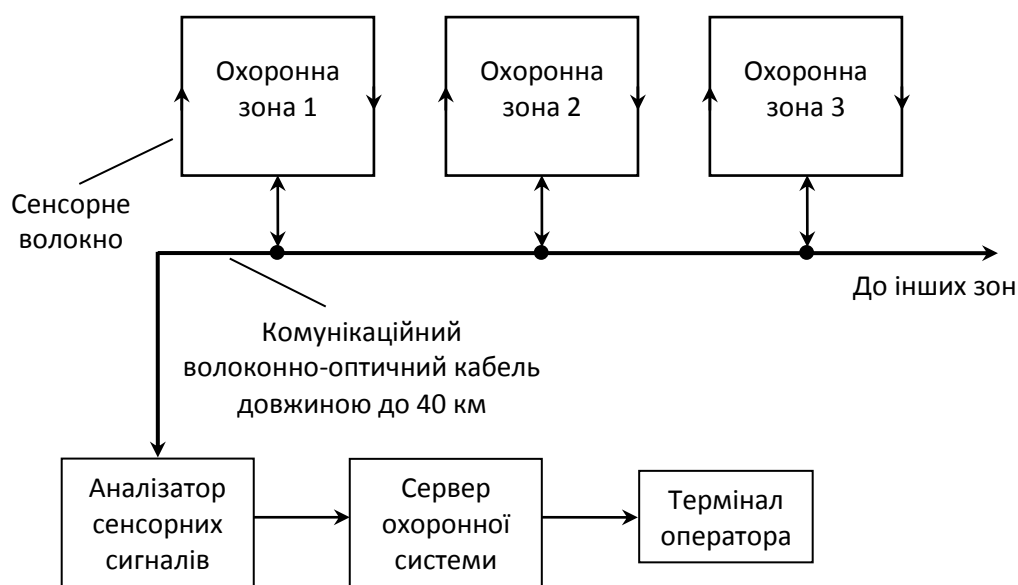 Охоронна
зона 1
Охоронна
зона 2
Охоронна
зона 3
Сенсорне
волокно
До інших зон
Комунікаційний
волоконно-оптичний кабель
довжиною до 40 км
Аналізатор
сенсорних
сигналів
Сервер
охоронної
системи
Термінал
оператора